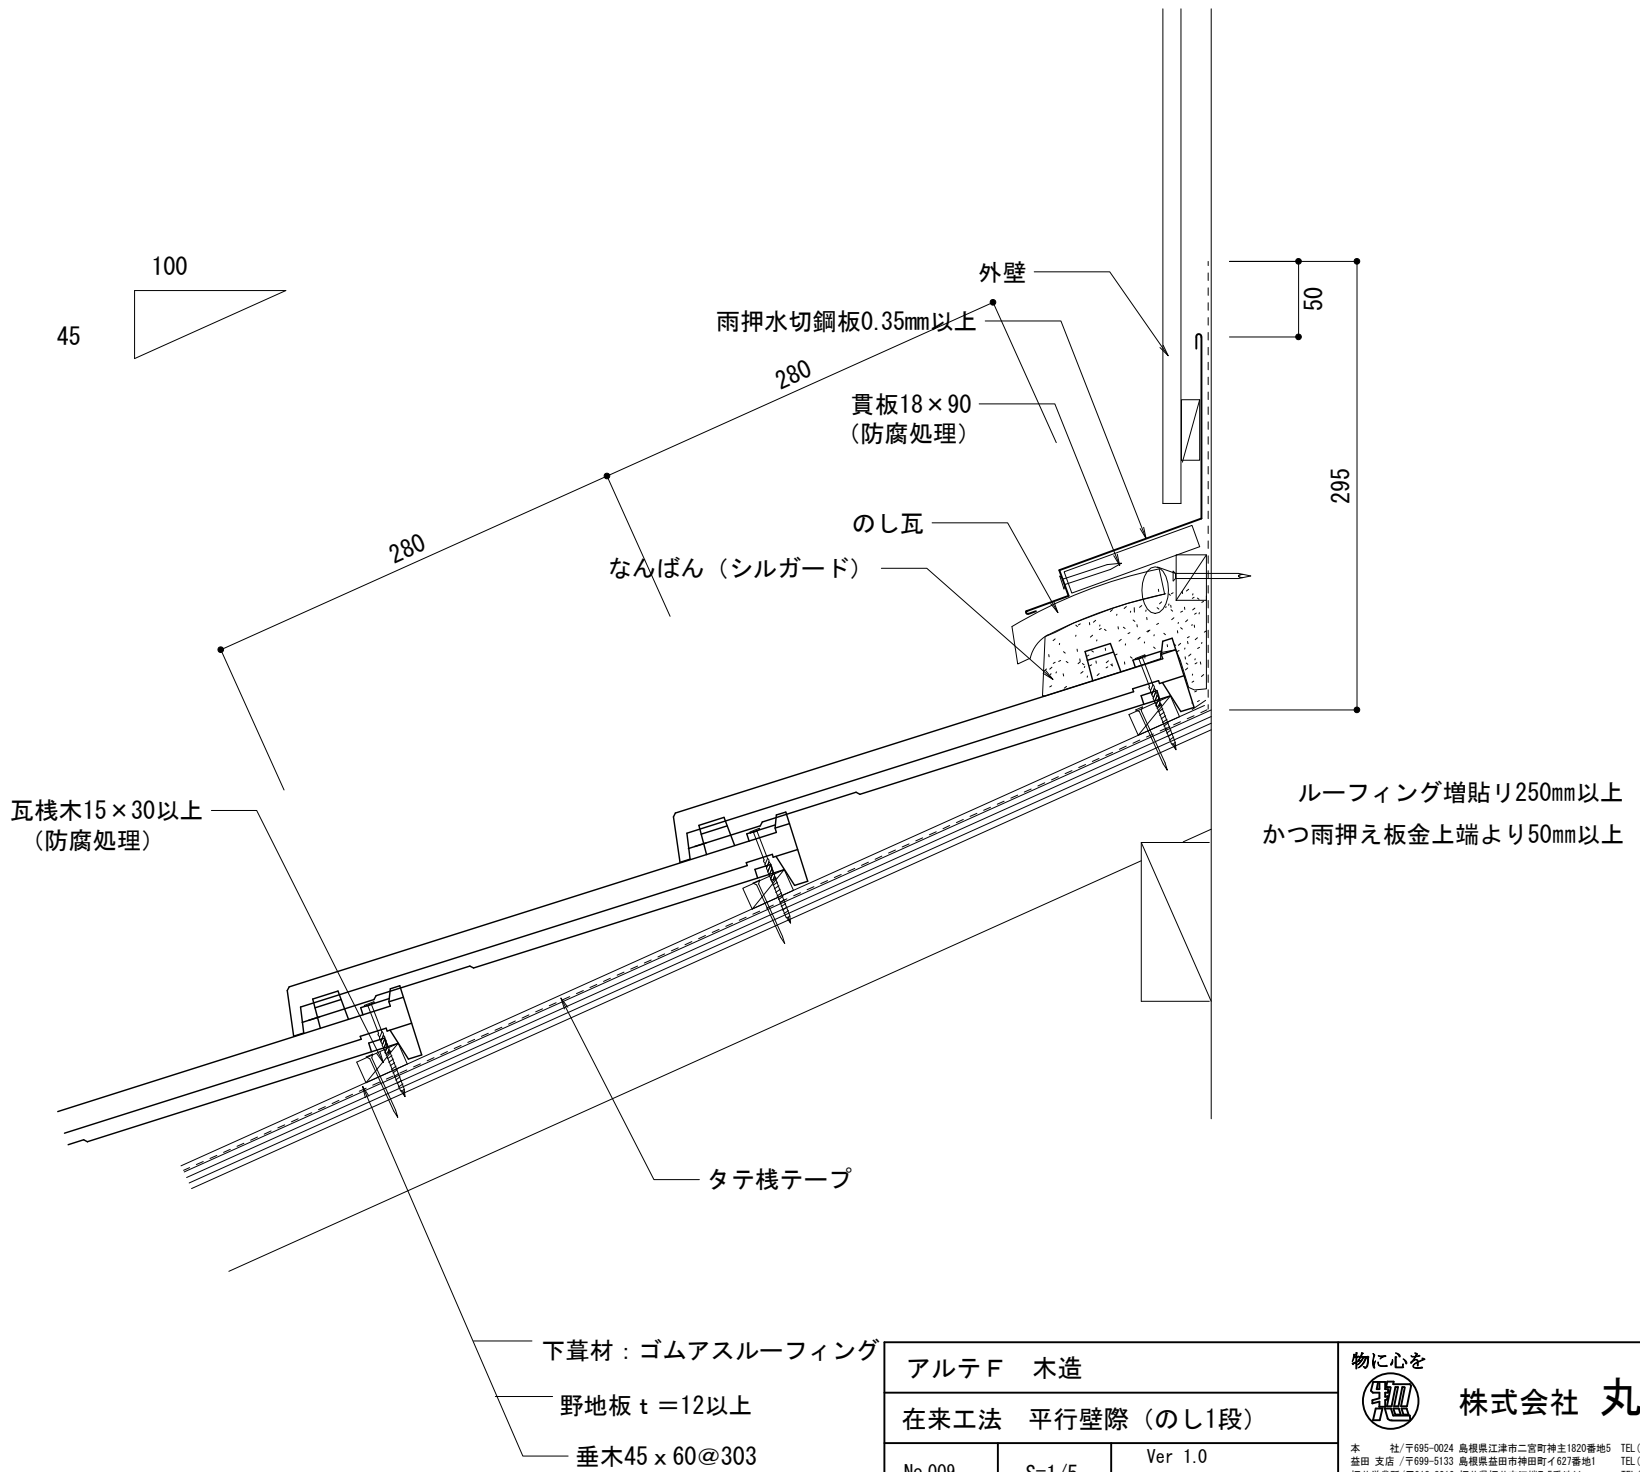 100
45
外壁
50
雨押水切鋼板0.35mm以上
280
貫板18×90
（防腐処理）
295
のし瓦
280
なんばん（シルガード）
ルーフィング増貼り250mm以上
かつ雨押え板金上端より50mm以上
瓦桟木15×30以上
（防腐処理）
タテ桟テープ
下葺材：ゴムアスルーフィング
野地板ｔ＝12以上
垂木45ｘ60@303
アルテＦ　木造
在来工法　平行壁際（のし1段）
No.009 S=1/5 Ver 1.0
物に心を
株式会社 丸
本　　社/〒695-0024 島根県江津市二宮町神主1820番地5 TEL(
益田 支店 /〒699-5133 島根県益田市神田町イ627番地1 TEL(